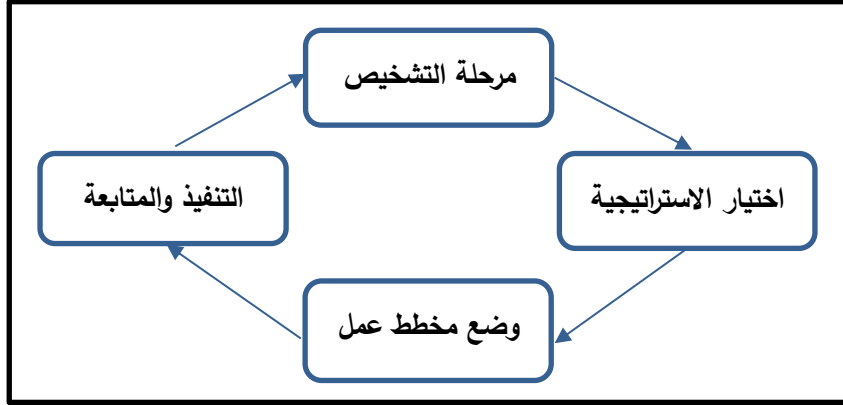 مرحلة التشخيص
اختيار الاستراتيجية
التنفيذ والمتابعة
وضع مخطط عمل